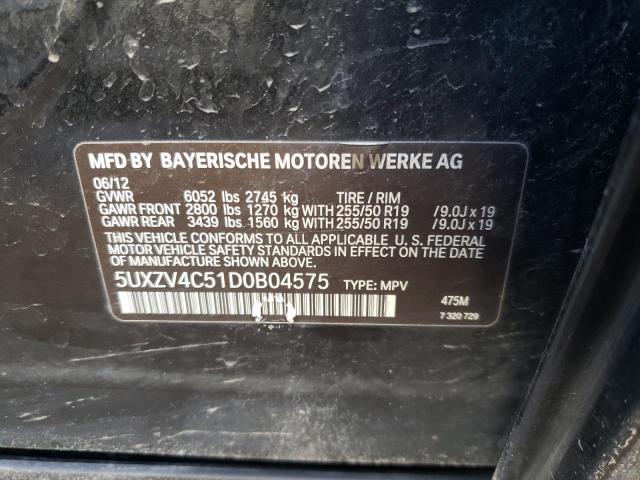 MFD BY BAYERISCHE MOTOREN WERKE AG
06/12
GVWR 6052 lbs 2745 kg TIRE / RIM
GAWR FRONT 2800 lbs 1270 kg WITH 255/50 R19 /9.0J x 19
GAWR REAR 3439 lbs 1560 kg WITH 255/50 R19 /9.0J x 19
THIS VEHICLE CONFORMS TO ALL APPLICABLE U. S. FEDERAL
MOTOR VEHICLE SAFETY STANDARDS IN EFFECT ON THE DATE
OF MANUFACTURE SHOWN ABOVE.
5UXZV4C51D0B04575 TYPE: MPV
475M
7 320 729